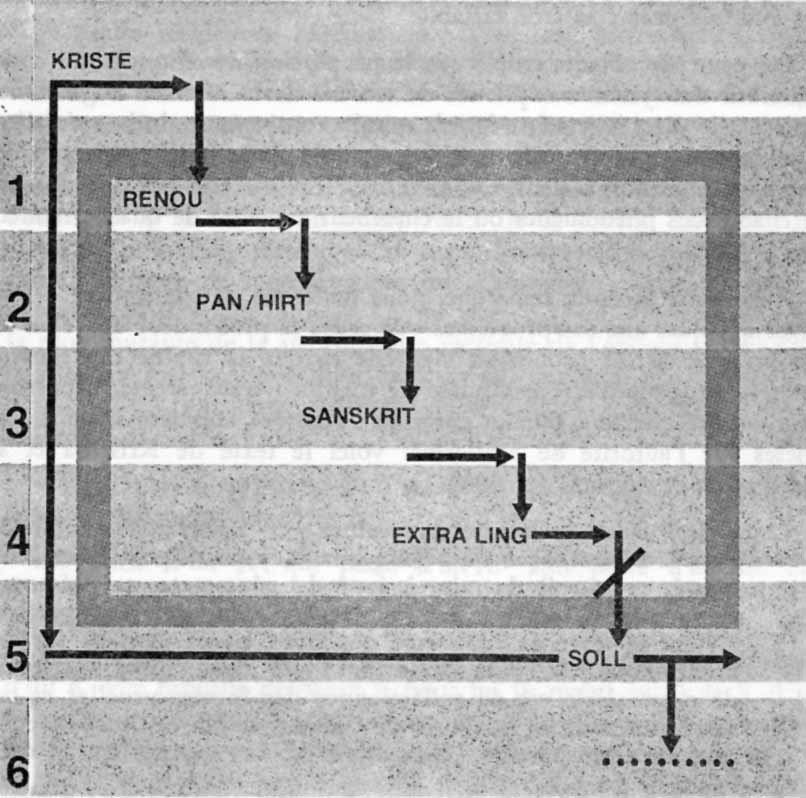 KRISTE
1
RENOU
2
PAN/HIRT
3
SANSKRIT
4
EXTRA LING
5
SOLL
6